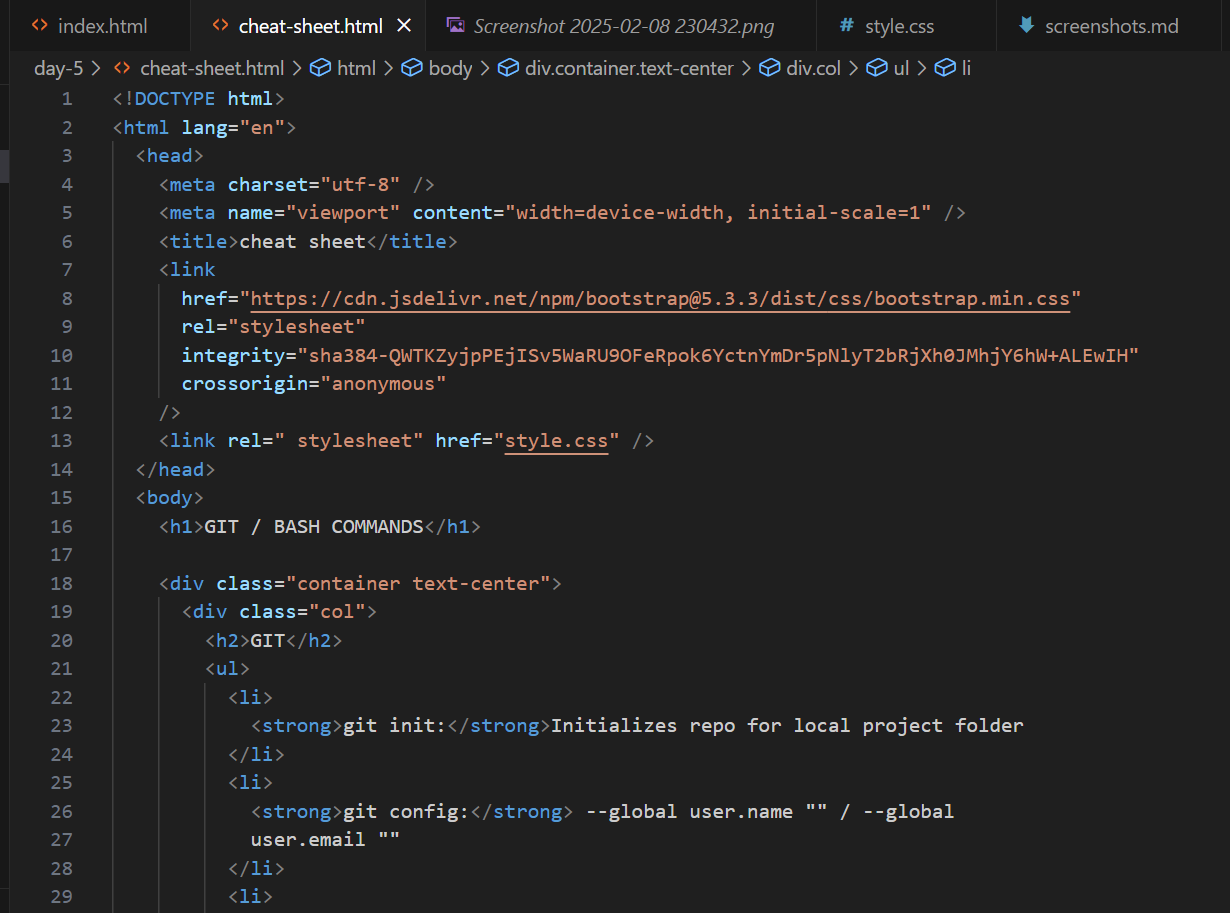 index.html cheat-sheet.html Screenshot 2025-02-08 230432.png # style.css screenshots.md
day-5 > cheat-sheet.html > html > body > div.container.text-center > div.col > ul > li
1 <!DOCTYPE html>
2 <html lang="en">
3 <head>
4 <meta charset="utf-8" />
5 <meta name="viewport" content="width=device-width, initial-scale=1" />
6 <title>cheat sheet</title>
7 <link
8 href="https://cdn.jsdelivr.net/npm/bootstrap@5.3.3/dist/css/bootstrap.min.css"
9 rel="stylesheet"
10 integrity="sha384-QWTKZyjpPEjISv5WaRU9OFeRpok6YctnYmDr5pNlyT2bRjXh0JMhjY6hW+ALEwIH"
11 crossorigin="anonymous"
12 />
13 <link rel=" stylesheet" href="style.css" />
14 </head>
15 <body>
16 <h1>GIT / BASH COMMANDS</h1>
17
18 <div class="container text-center">
19 <div class="col">
20 <h2>GIT</h2>
21 <ul>
22 <li>
23 <strong>git init:</strong>Initializes repo for local project folder
24 </li>
25 <li>
26 <strong>git config:</strong> --global user.name "" / --global
27 user.email ""
28 </li>
29 <li>